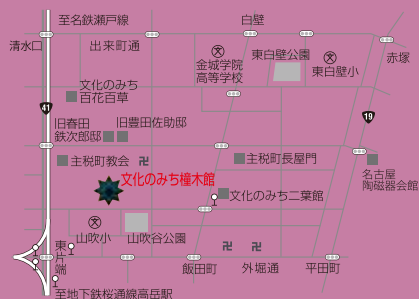 至名鉄瀬戸線
白壁
清水口
出来町通
金城学院
高等学校
東白壁公園
東白壁小
赤塚
文化のみち
百花百草
41
旧春田
鉄次郎邸
旧豊田佐助邸
19
主税町教会
主税町長屋門
名古屋
陶磁器会館
文化のみち橦木館
文化のみち二葉館
山吹小
山吹谷公園
東片端
飯田町
外堀通
平田町
至地下鉄桜通線高岳駅